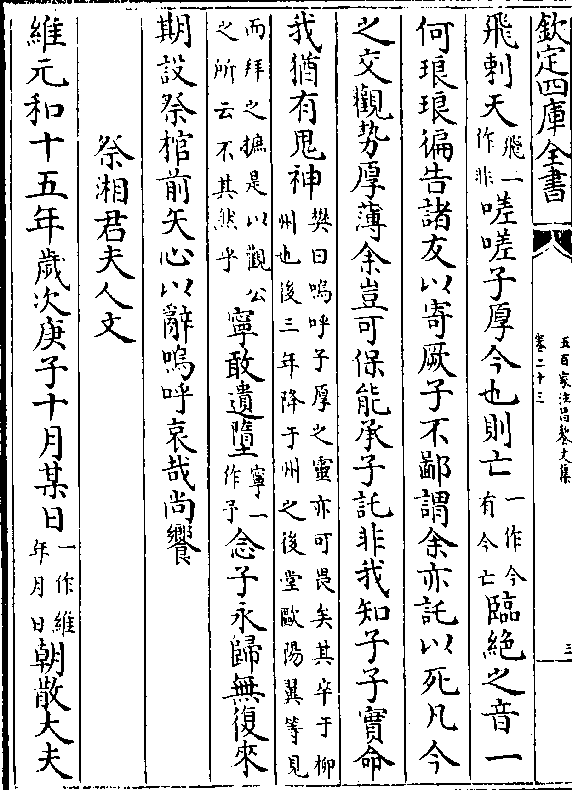 欽定四庫全書
五百家注昌黎文集
卷二十三
三
飛刺天飛一作非嗟嗟子厚今也則亡一作今有今亡臨絶之音一
何琅琅徧告諸友以寄厥子不鄙謂余亦託以死凡今
之交觀勢厚薄余豈可保能承子託非我知子子實命
我猶有鬼神樊曰嗚呼子厚之靈亦可畏矣其卒于柳州也後三年降于州之後堂歐陽翼等見
而拜之摭是以觀公之所云不其然乎寧敢遺墮寧一作予念子永歸無復來
期設祭棺前矢心以辭嗚呼哀哉尚饗
祭湘君夫人文
維元和十五年歲次庚子十月某日一作維年月日朝散大夫